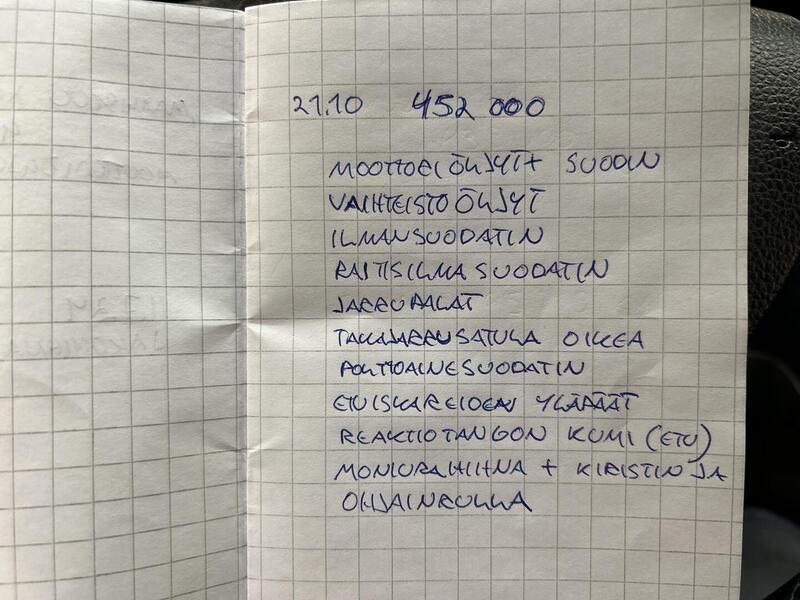 21.10 452 000
MOOTTORIÖLJYT + SUODIN
VAIHTEISTOÖLJYT
ILMANSUODATIN
RAITISILMASUODATIN
JARRUPALAT
TAKAJARRUSATULA OIKEA
POLTTOAINESUODATIN
ETUISKAREIDEN YLÄPÄÄT
REAKTIOTANGON KUMI (ETU)
MONIURAHIHNA + KIRISTIN JA
OHJAINRULLA